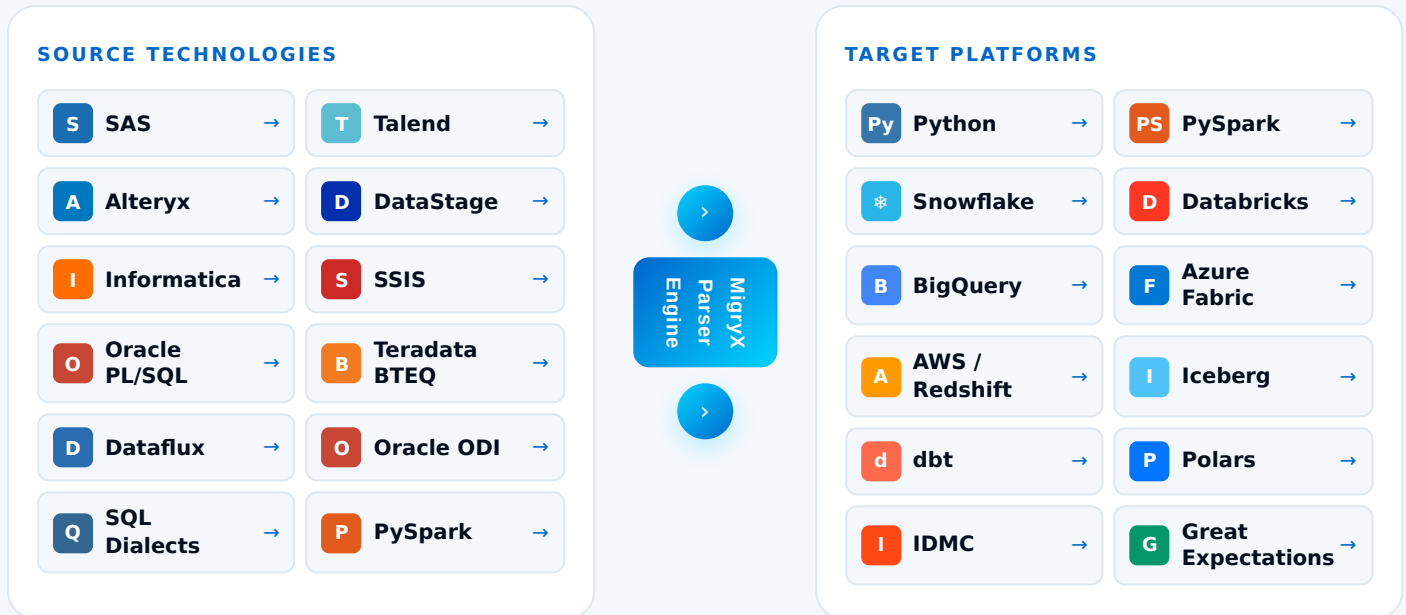 SOURCE TECHNOLOGIES
S SAS →
T Talend →
A Alteryx →
D DataStage →
I Informatica →
S SSIS →
O Oracle
PL/SQL →
B Teradata
BTEQ →
D Dataflux →
O Oracle ODI →
Q SQL
Dialects →
P PySpark →
›
MigryX
Parser
Engine
›
TARGET PLATFORMS
Py Python →
PS PySpark →
❄ Snowflake →
D Databricks →
B BigQuery →
F Azure
Fabric →
A AWS /
Redshift →
I Iceberg →
d dbt →
P Polars →
I IDMC →
G Great
Expectations →